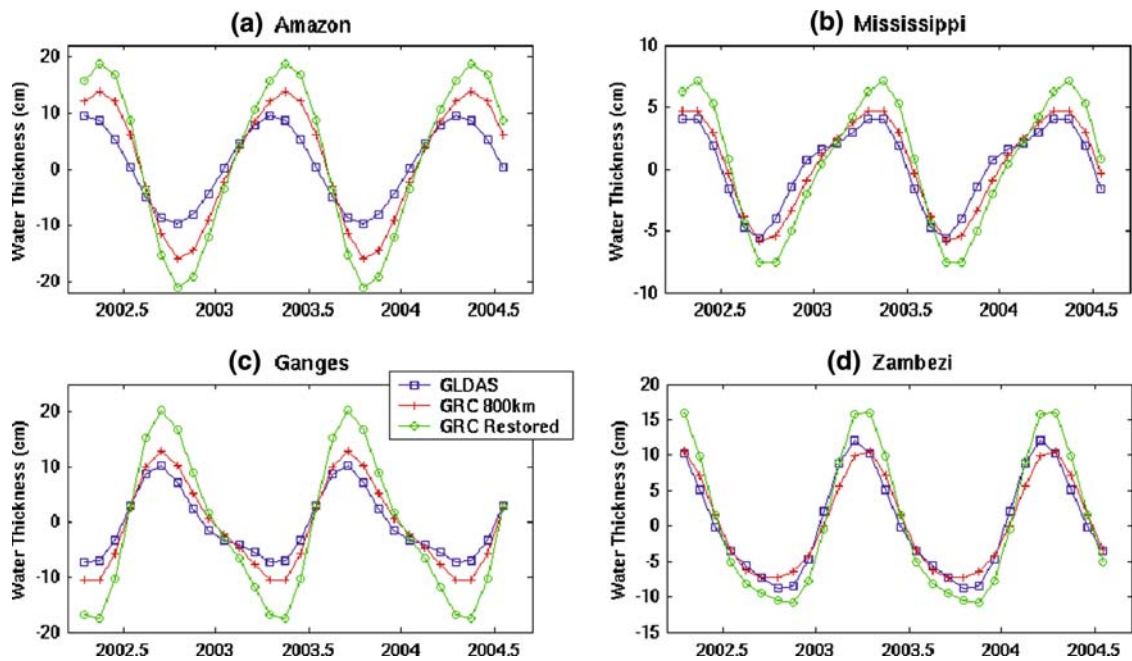 (a) Amazon
Water Thickness (cm)
20
10
0
-10
-20
2002.5 2003 2003.5 2004 2004.5
(b) Mississippi
Water Thickness (cm)
10
5
0
-5
-10
2002.5 2003 2003.5 2004 2004.5
(c) Ganges
Water Thickness (cm)
20
10
0
-10
-20
2002.5 2003 2003.5 2004 2004.5
GLDAS
GRC 800km
GRC Restored
(d) Zambezi
Water Thickness (cm)
20
15
10
5
0
-5
-10
-15
2002.5 2003 2003.5 2004 2004.5